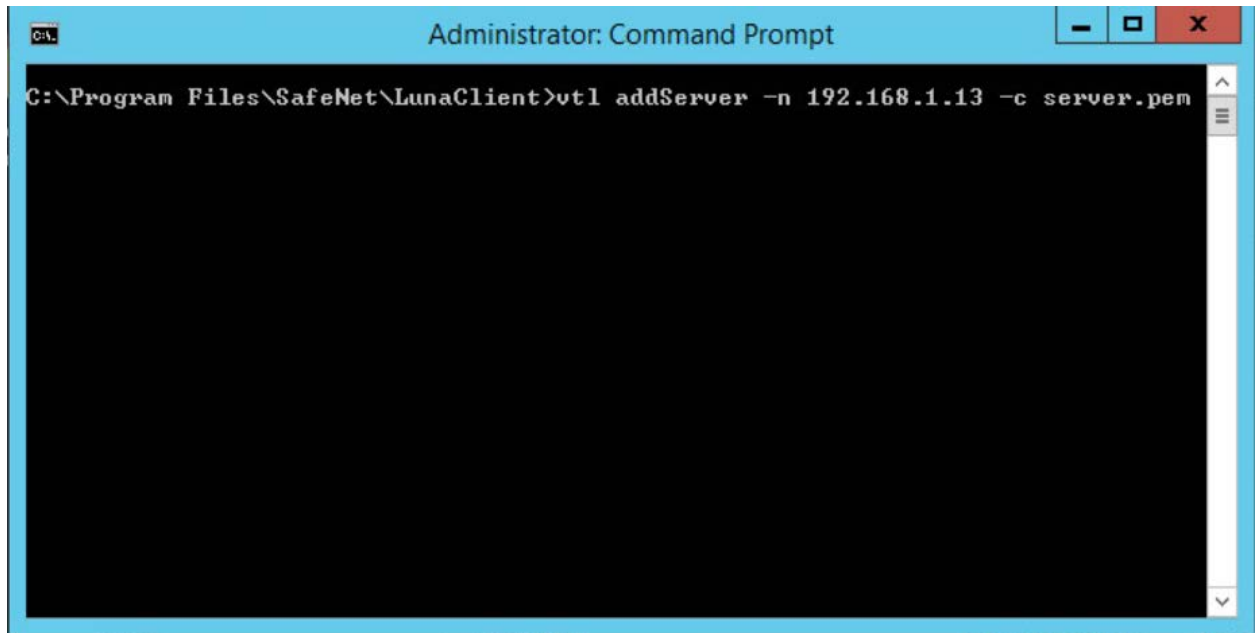 C:\.
Administrator: Command Prompt
C:\Program Files\SafeNet\LunaClient>vtl addServer -n 192.168.1.13 -c server.pem